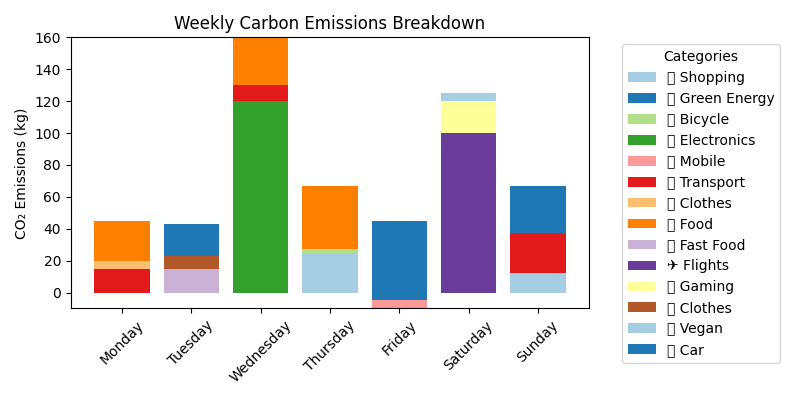 Weekly Carbon Emissions Breakdown
CO₂ Emissions (kg)
160
140
120
100
80
60
40
20
0
Monday
Tuesday
Wednesday
Thursday
Friday
Saturday
Sunday
Categories
Shopping
Green Energy
Bicycle
Electronics
Mobile
Transport
Clothes
Food
Fast Food
✈ Flights
Gaming
Clothes
Vegan
Car